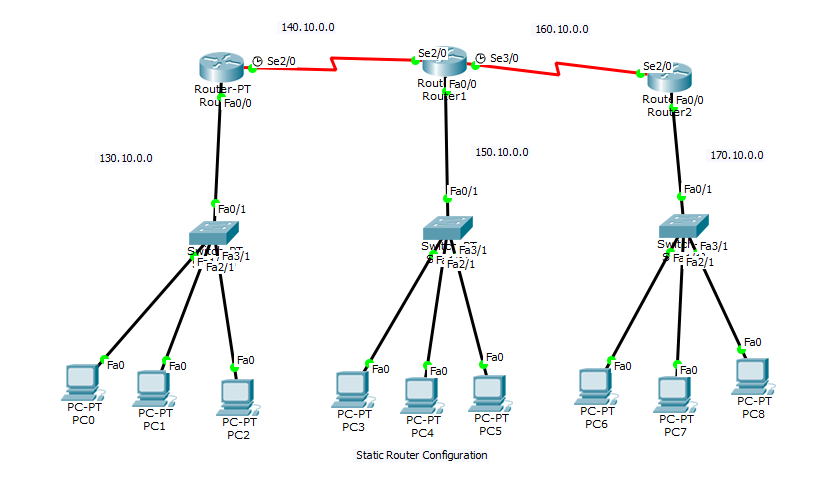 140.10.0.0
160.10.0.0
Se2/0
Se2/0
Se3/0
Se2/0
Router-PT
Rou
Fa0/0
Rout
Fa0/0
Router1
Route
Fa0/0
Router2
130.10.0.0
150.10.0.0
170.10.0.0
Fa0/1
Fa0/1
Fa0/1
Fa3/1
Fa2/1
Fa3/1
Fa2/1
Fa3/1
Fa2/1
Fa0
Fa0
Fa0
Fa0
Fa0
Fa0
Fa0
Fa0
Fa0
PC-PT
PC0
PC-PT
PC1
PC-PT
PC2
PC-PT
PC3
PC-PT
PC4
PC-PT
PC5
PC-PT
PC6
PC-PT
PC7
PC-PT
PC8
Static Router Configuration